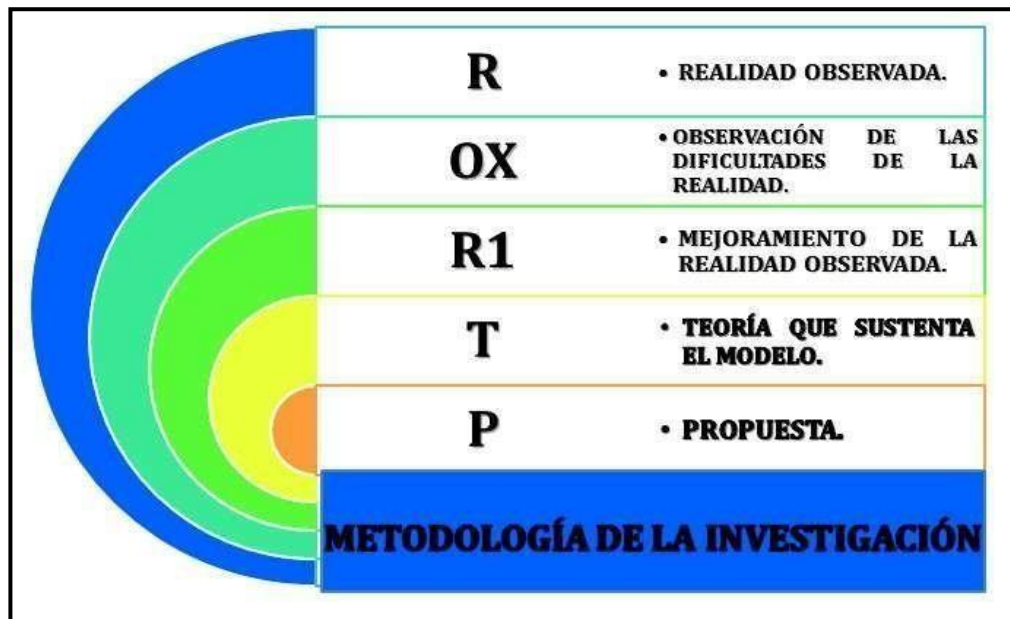 R
• REALIDAD OBSERVADA.
OX
• OBSERVACIÓN DE LAS
DIFICULTADES DE LA
REALIDAD.
R1
• MEJORAMIENTO DE LA
REALIDAD OBSERVADA.
T
• TEORÍA QUE SUSTENTA
EL MODELO.
P
• PROPUESTA.
METODOLOGÍA DE LA INVESTIGACIÓN